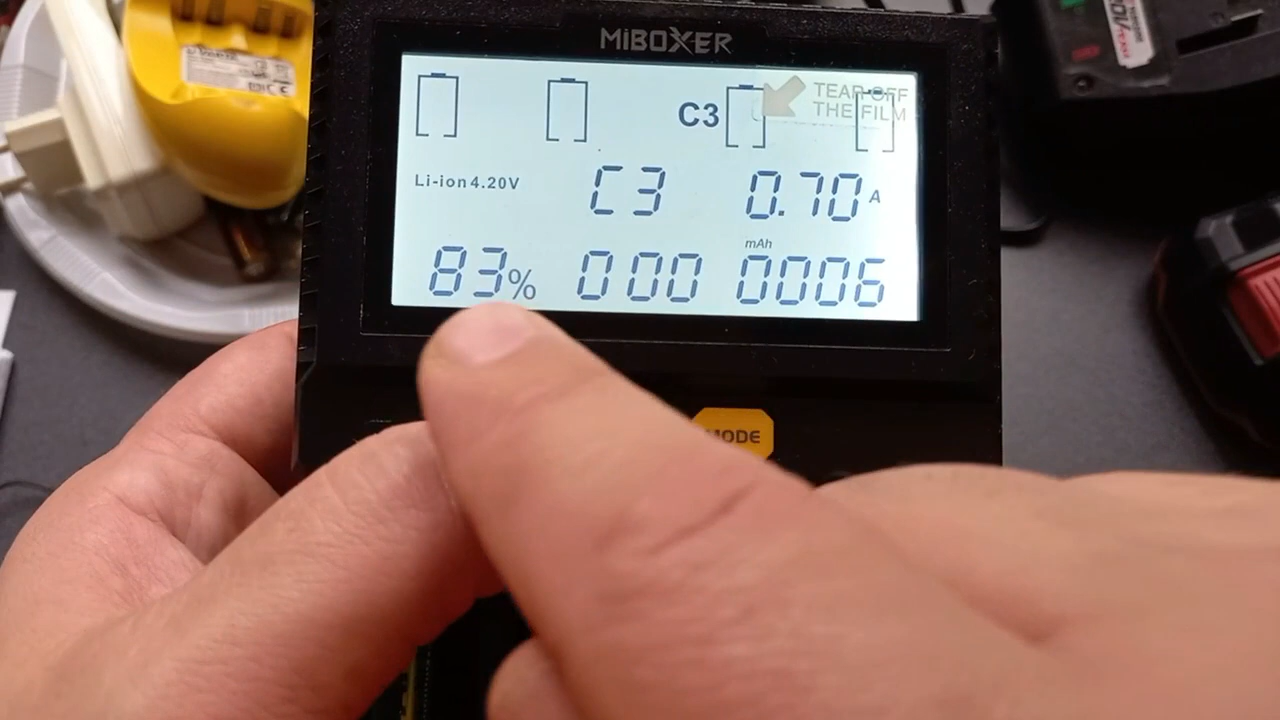 MiBOXER
TEAR OFF
THE FILM
C3
Li-ion 4.20V
C3
0.70 A
mAh
83%
000
0006
MODE